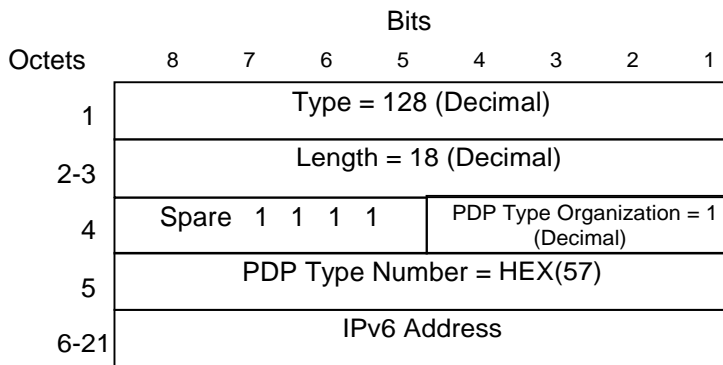 Bits
Octets 8 7 6 5 4 3 2 1
1 Type = 128 (Decimal)
2-3 Length = 18 (Decimal)
4 Spare 1 1 1 1 PDP Type Organization = 1
(Decimal)
5 PDP Type Number = HEX(57)
6-21 IPv6 Address